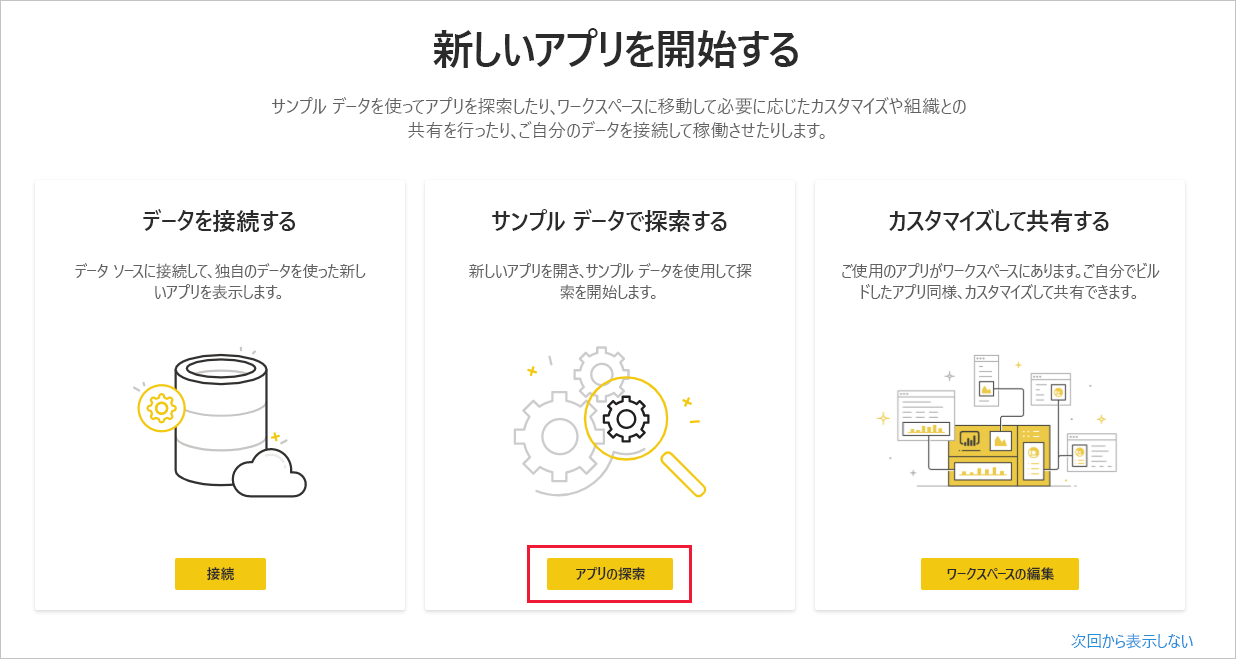 新しいアプリを開始する
サンプル データを使ってアプリを探索したり、ワークスペースに移動して必要に応じたカスタマイズや組織との
共有を行ったり、ご自分のデータを接続して稼働させたりします。
データを接続する
データ ソースに接続して、独自のデータを使った新し
いアプリを表示します。
接続
サンプル データで探索する
新しいアプリを開き、サンプル データを使用して探
索を開始します。
アプリの探索
カスタマイズして共有する
ご使用のアプリがワークスペースにあります。ご自分でビル
ドしたアプリ同様、カスタマイズして共有できます。
ワークスペースの編集
次回から表示しない